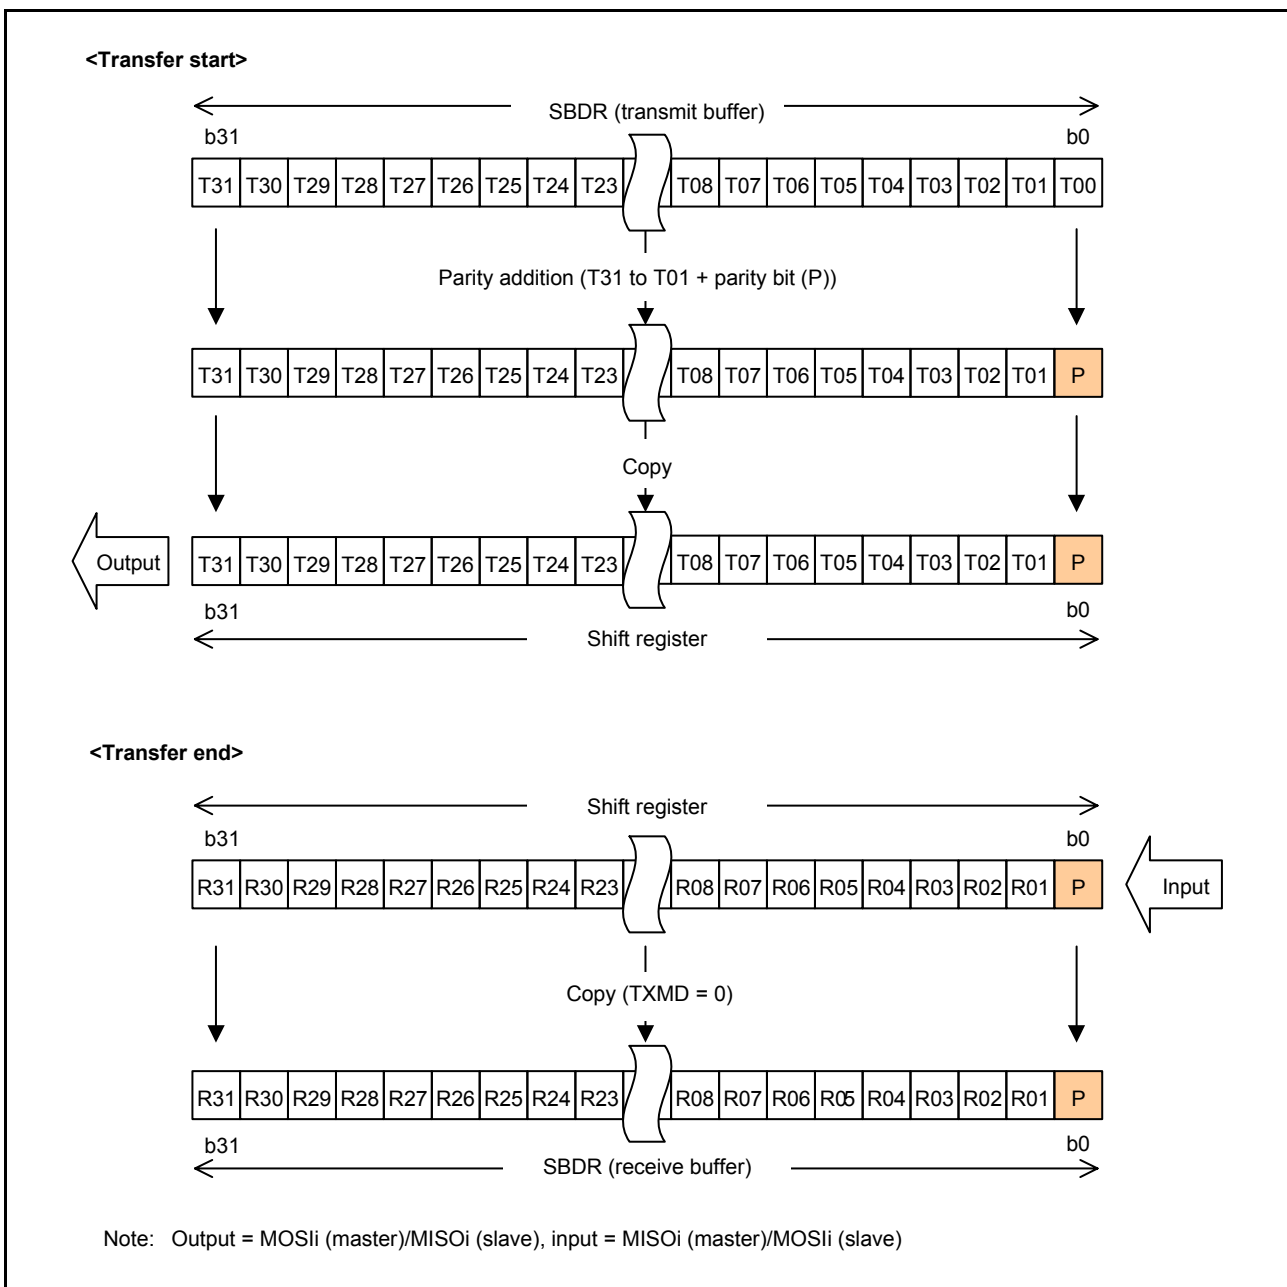 <Transfer start>
SBDR (transmit buffer)
b31 b0
T31 T30 T29 T28 T27 T26 T25 T24 T23 T08 T07 T06 T05 T04 T03 T02 T01 T00
Parity addition (T31 to T01 + parity bit (P))
T31 T30 T29 T28 T27 T26 T25 T24 T23 T08 T07 T06 T05 T04 T03 T02 T01 P
Copy
Output T31 T30 T29 T28 T27 T26 T25 T24 T23 T08 T07 T06 T05 T04 T03 T02 T01 P
b31 b0
Shift register
<Transfer end>
Shift register
b31 b0
R31 R30 R29 R28 R27 R26 R25 R24 R23 R08 R07 R06 R05 R04 R03 R02 R01 P Input
Copy (TXMD = 0)
R31 R30 R29 R28 R27 R26 R25 R24 R23 R08 R07 R06 R05 R04 R03 R02 R01 P
b31 b0
SBDR (receive buffer)
Note: Output = MOSIi (master)/MISOi (slave), input = MISOi (master)/MOSIi (slave)